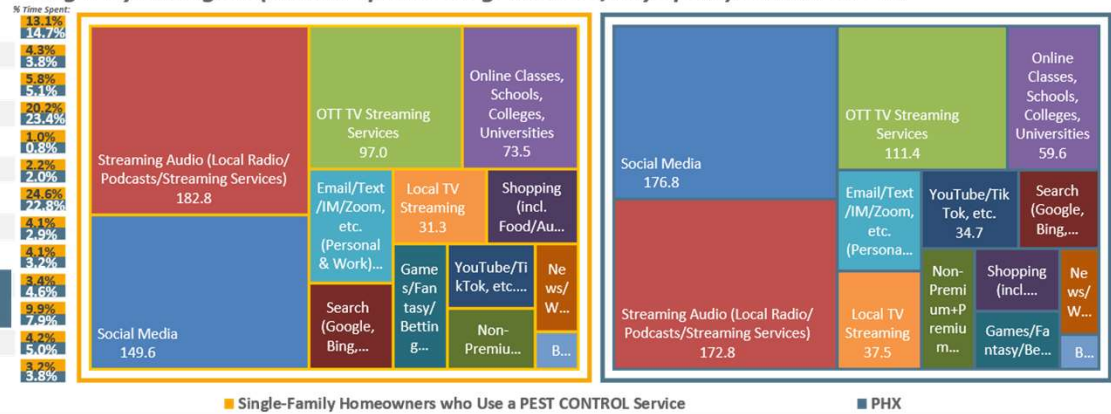 % Time Spent:
13.1%
14.7%
4.3%
3.8%
5.8%
5.1%
20.2%
23.4%
1.0%
0.8%
2.2%
2.0%
24.6%
22.8%
4.1%
2.9%
4.1%
3.2%
3.4%
4.6%
9.9%
7.9%
4.2%
5.0%
3.2%
3.8%
Streaming Audio (Local Radio/
Podcasts/Streaming Services)
182.8
Social Media
149.6
OTT TV Streaming
Services
97.0
Online Classes,
Schools,
Colleges,
Universities
73.5
Email/Text
/IM/Zoom,
etc.
(Personal
& Work)...
Local TV
Streaming
31.3
Shopping
(incl.
Food/Au...
Search
(Google,
Bing,...
Game
s/Fan
tasy/
Bettin
g...
YouTube/Ti
kTok, etc....
Non-
Premiu...
Ne
ws/
W...
B...
Social Media
176.8
Streaming Audio (Local Radio/
Podcasts/Streaming Services)
172.8
OTT TV Streaming
Services
111.4
Online
Classes,
Schools,
Colleges,
Universities
59.6
Email/Text
/IM/Zoom,
etc.
(Persona...
YouTube/Tik
Tok, etc.
34.7
Search
(Google,
Bing,...
Local TV
Streaming
37.5
Non-
Premi
um+P
remiu
m...
Shopping
(incl....
Games/Fa
ntasy/Be...
Ne
ws/
W...
B...
Single-Family Homeowners who Use a PEST CONTROL Service
PHX